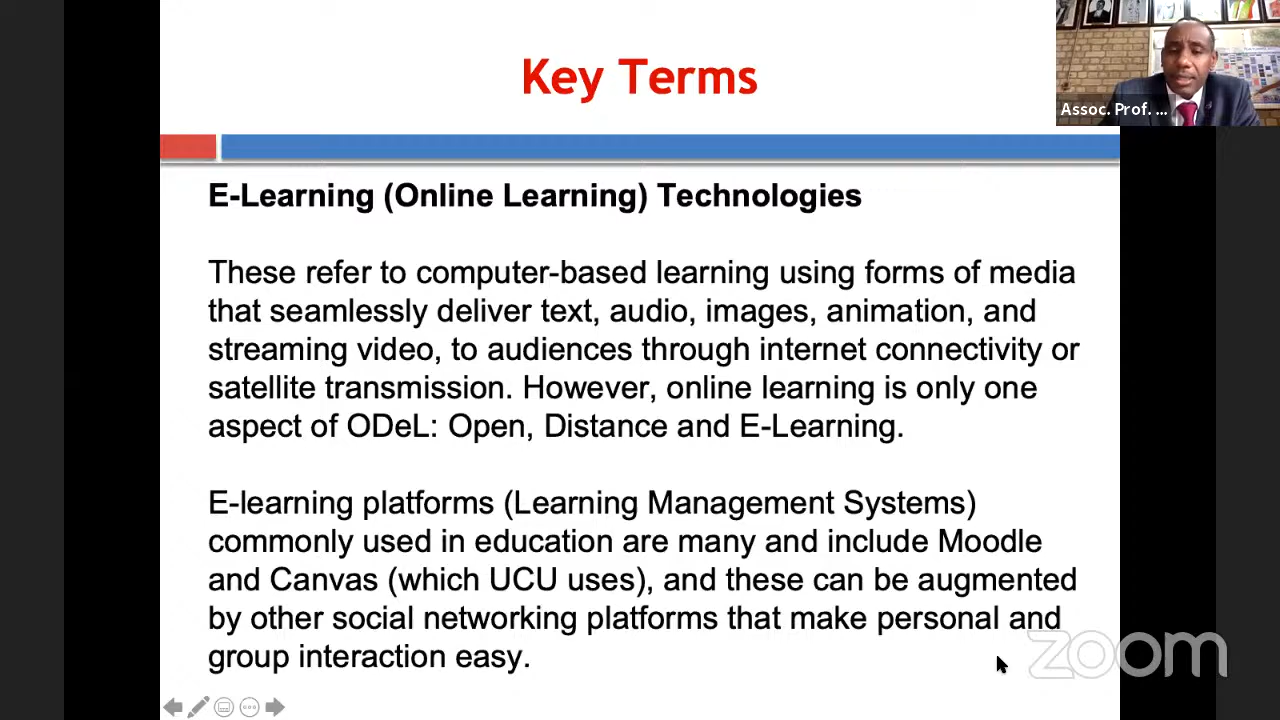 Key Terms
Assoc. Prof. ...
E-Learning (Online Learning) Technologies
These refer to computer-based learning using forms of media
that seamlessly deliver text, audio, images, animation, and
streaming video, to audiences through internet connectivity or
satellite transmission. However, online learning is only one
aspect of ODeL: Open, Distance and E-Learning.
E-learning platforms (Learning Management Systems)
commonly used in education are many and include Moodle
and Canvas (which UCU uses), and these can be augmented
by other social networking platforms that make personal and
group interaction easy.
zoom